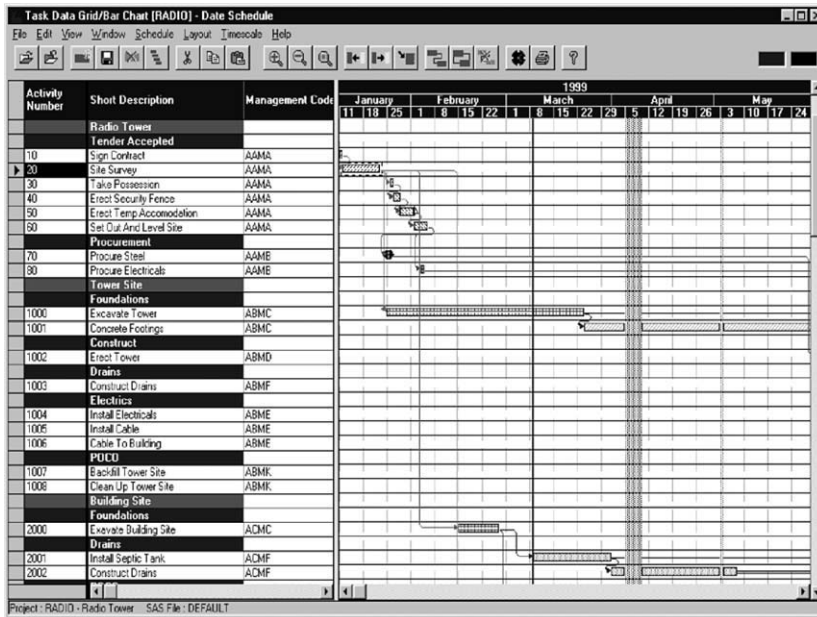 Task Data Grid/Bar Chart [RADIO] - Date Schedule
File Edit View Window Schedule Layout Timescale Help
1999
Activity Number Short Description Management Code January February March April May
11 18 25 1 8 15 22 1 8 15 22 29 5 12 19 26 3 10 17 24
Radio Tower
Tender Accepted
10 Sign Contract AAMA
20 Site Survey AAMA
30 Take Possession AAMA
40 Erect Security Fence AAMA
50 Erect Temp Accomodation AAMA
60 Set Out And Level Site AAMA
Procurement
70 Procure Steel AAMB
80 Procure Electricals AAMB
Tower Site
Foundations
1000 Excavate Tower ABMC
1001 Concrete Footings ABMC
Construct
1002 Erect Tower ABMD
Drains
1003 Construct Drains ABMF
Electrics
1004 Install Electricals ABME
1005 Install Cable ABME
1006 Cable To Building ABME
POCO
1007 Backfill Tower Site ABMK
1008 Clean Up Tower Site ABMK
Building Site
Foundations
2000 Exavate Building Site ACMC
Drains
2001 Install Septic Tank ACMF
2002 Construct Drains ACMF
Project : RADIO - Radio Tower SAS File : DEFAULT